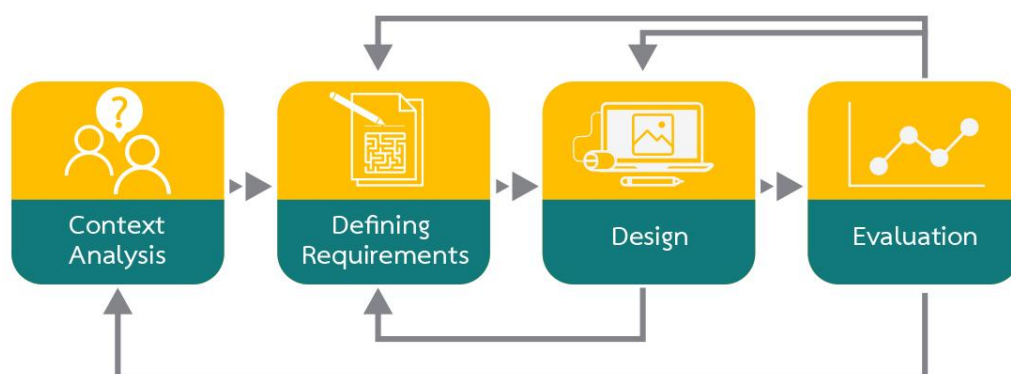 ?
Context
Analysis
Defining
Requirements
Design
Evaluation